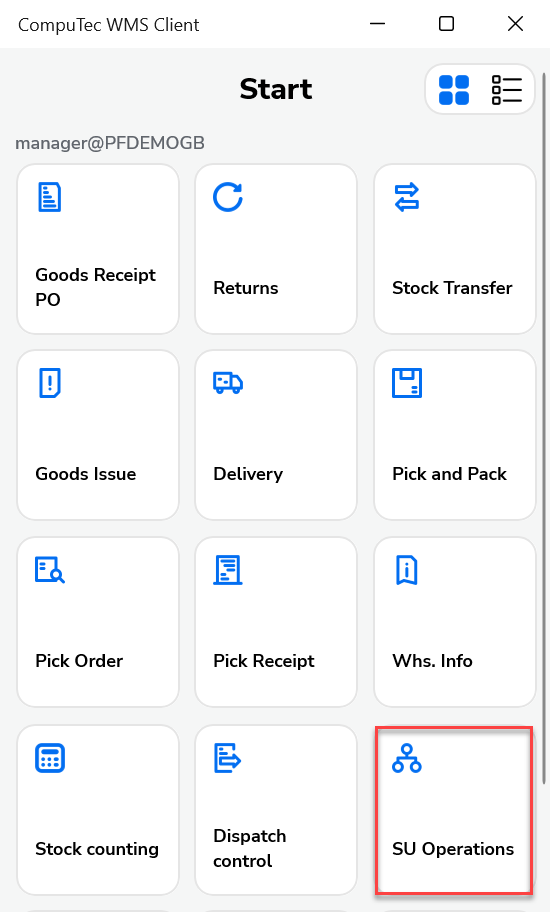 CompuTec WMS Client
Start
manager@PFDEMOGB
Goods Receipt
PO
Returns
Stock Transfer
Goods Issue
Delivery
Pick and Pack
Pick Order
Pick Receipt
Whs. Info
Stock counting
Dispatch
control
SU Operations